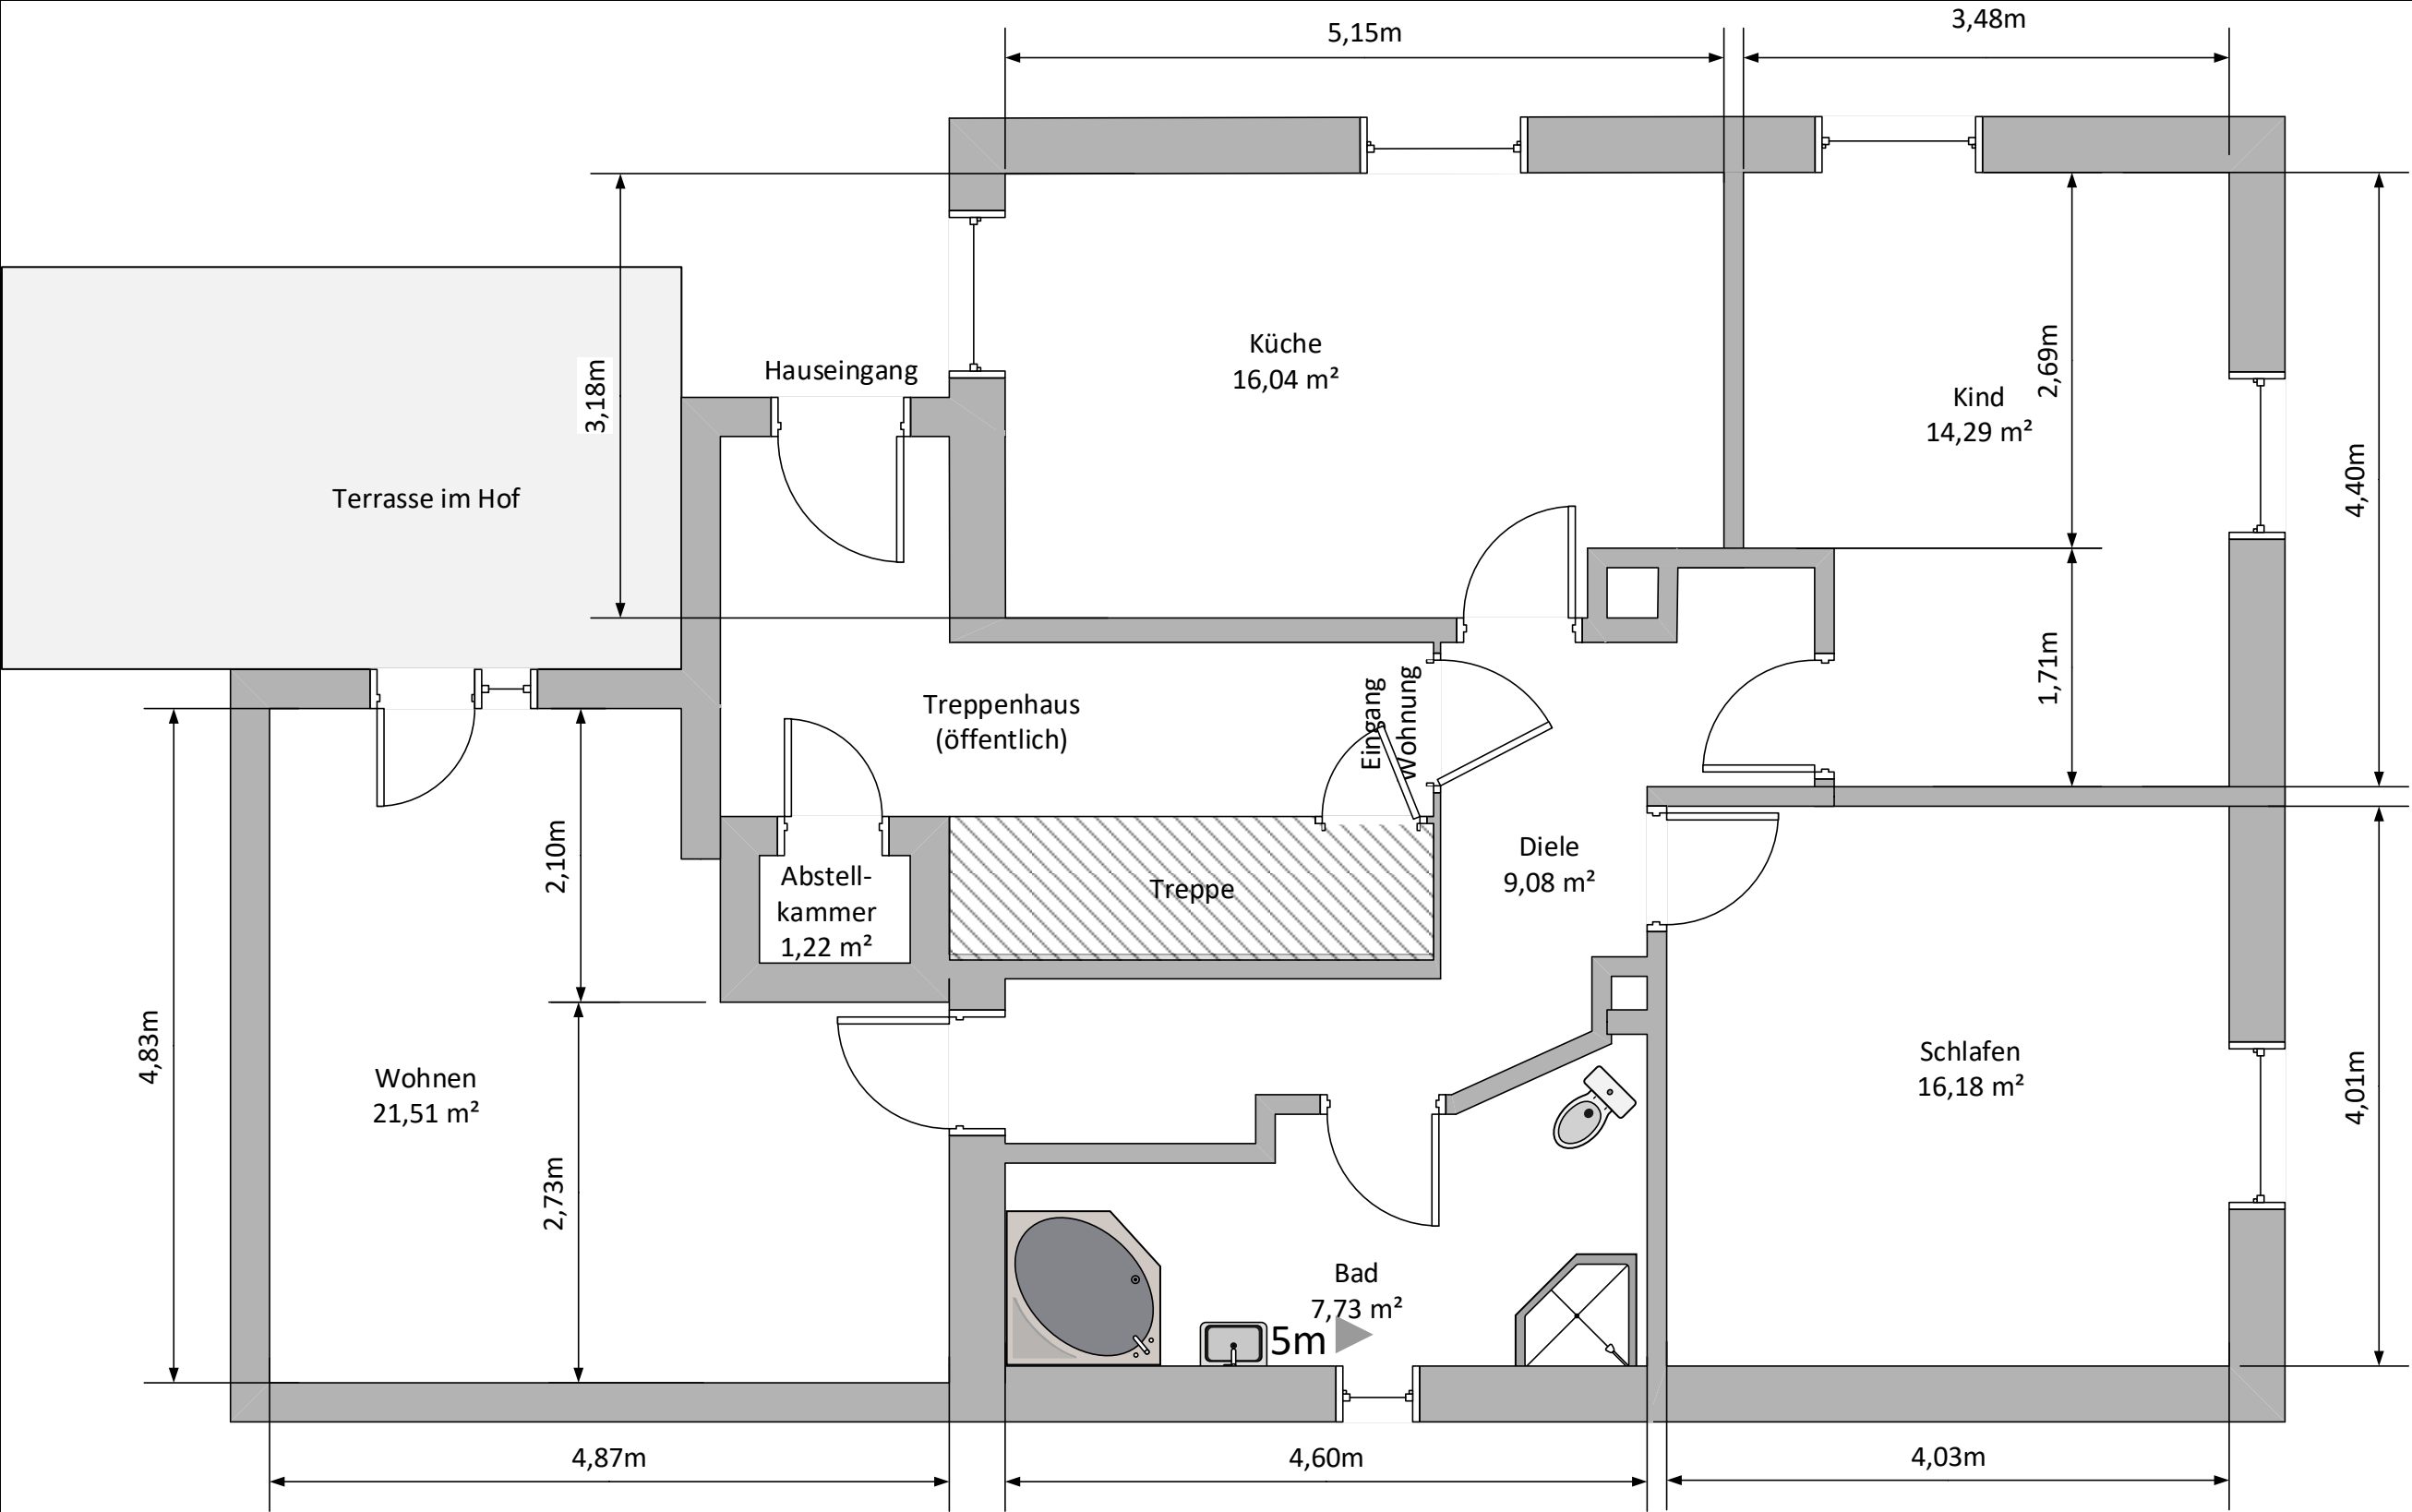 5,15m
3,48m
Küche
16,04 m²
3,18m
Hauseingang
2,69m
Kind
14,29 m²
4,40m
Terrasse im Hof
Treppenhaus
(öffentlich)
Eingang
Wohnung
1,71m
2,10m
Abstell-
kammer
1,22 m²
Treppe
Diele
9,08 m²
4,83m
Wohnen
21,51 m²
2,73m
Schlafen
16,18 m²
4,01m
Bad
7,73 m²
5m
4,87m
4,60m
4,03m